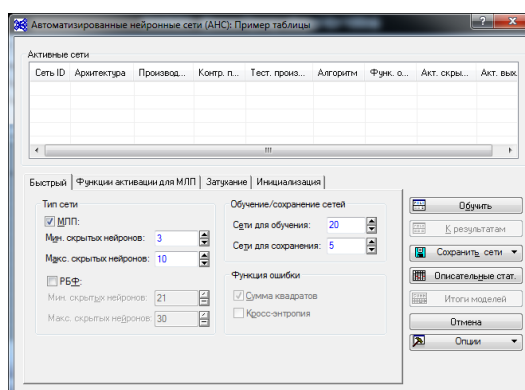 Автоматизированные нейронные сети (АНС): Пример таблицы
Активные сети
Сеть ID Архитектура Производ... Контр. п... Тест. произ... Алгоритм Функ. о... Акт. скры... Акт. вых.
Быстрый Функции активации для МЛП Затухание Инициализация
Тип сети
МЛП:
Мин. скрытых нейронов: 3
Макс. скрытых нейронов: 10
РБФ:
Мин. скрытых нейронов: 21
Макс. скрытых нейронов: 30
Обучение/сохранение сетей
Сети для обучения: 20
Сети для сохранения: 5
Функция ошибки
Сумма квадратов
Кросс-энтропия
Обучить
К результатам
Сохранить сети
Описательные стат.
Итоги моделей
Отмена
Опции